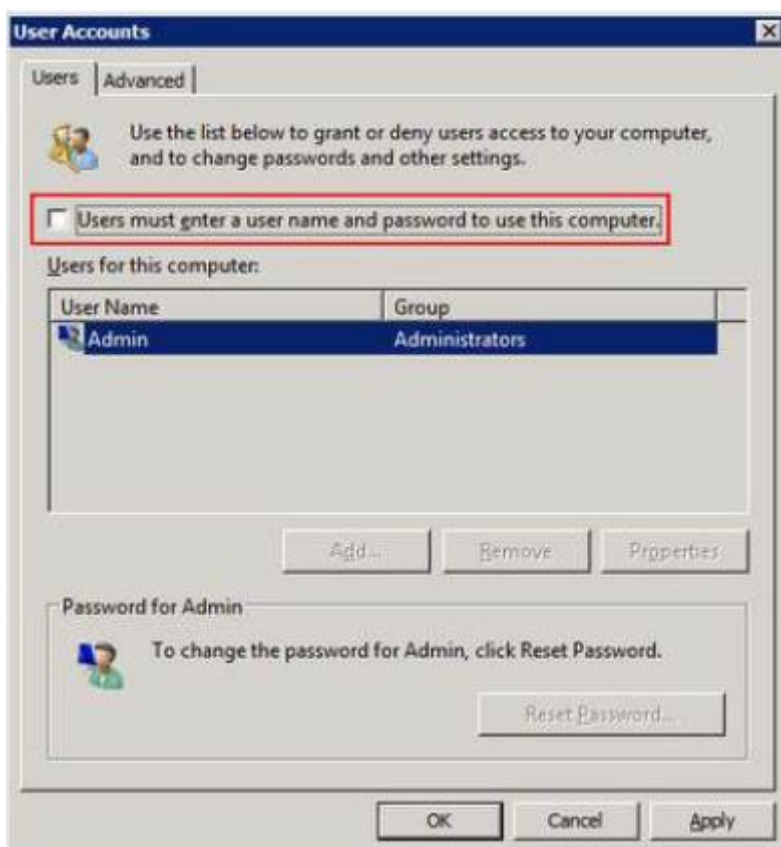 User Accounts
Users
Advanced
Use the list below to grant or deny users access to your computer,
and to change passwords and other settings.
Users must enter a user name and password to use this computer.
Users for this computer:
User Name Group
Admin Administrators
Add... Remove Properties
Password for Admin
To change the password for Admin, click Reset Password.
Reset Password...
OK Cancel Apply